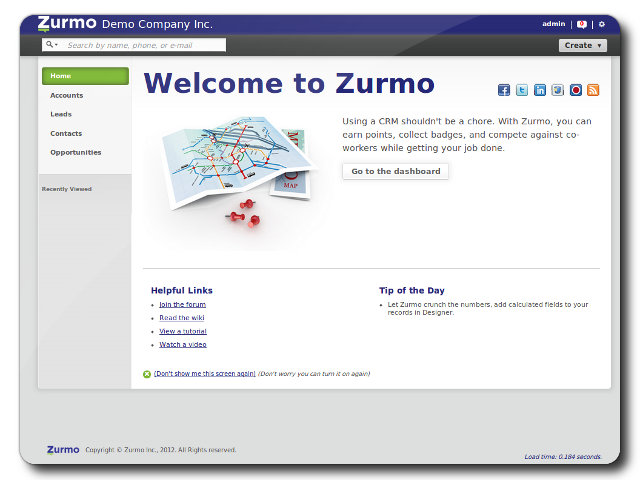 Zurmo Demo Company Inc.
admin
Search by name, phone, or e-mail
Create
Home
Accounts
Leads
Contacts
Opportunities
Recently Viewed
Welcome to Zurmo
MAP
Using a CRM shouldn't be a chore. With Zurmo, you can
earn points, collect badges, and compete against co-
workers while getting your job done.
Go to the dashboard
Helpful Links
Join the forum
Read the wiki
View a tutorial
Watch a video
Tip of the Day
Let Zurmo crunch the numbers, add calculated fields to your
records in Designer.
(Don't show me this screen again) (Don't worry you can turn it on again)
Zurmo Copyright © Zurmo Inc., 2012. All Rights reserved.
Load time: 0.184 seconds.